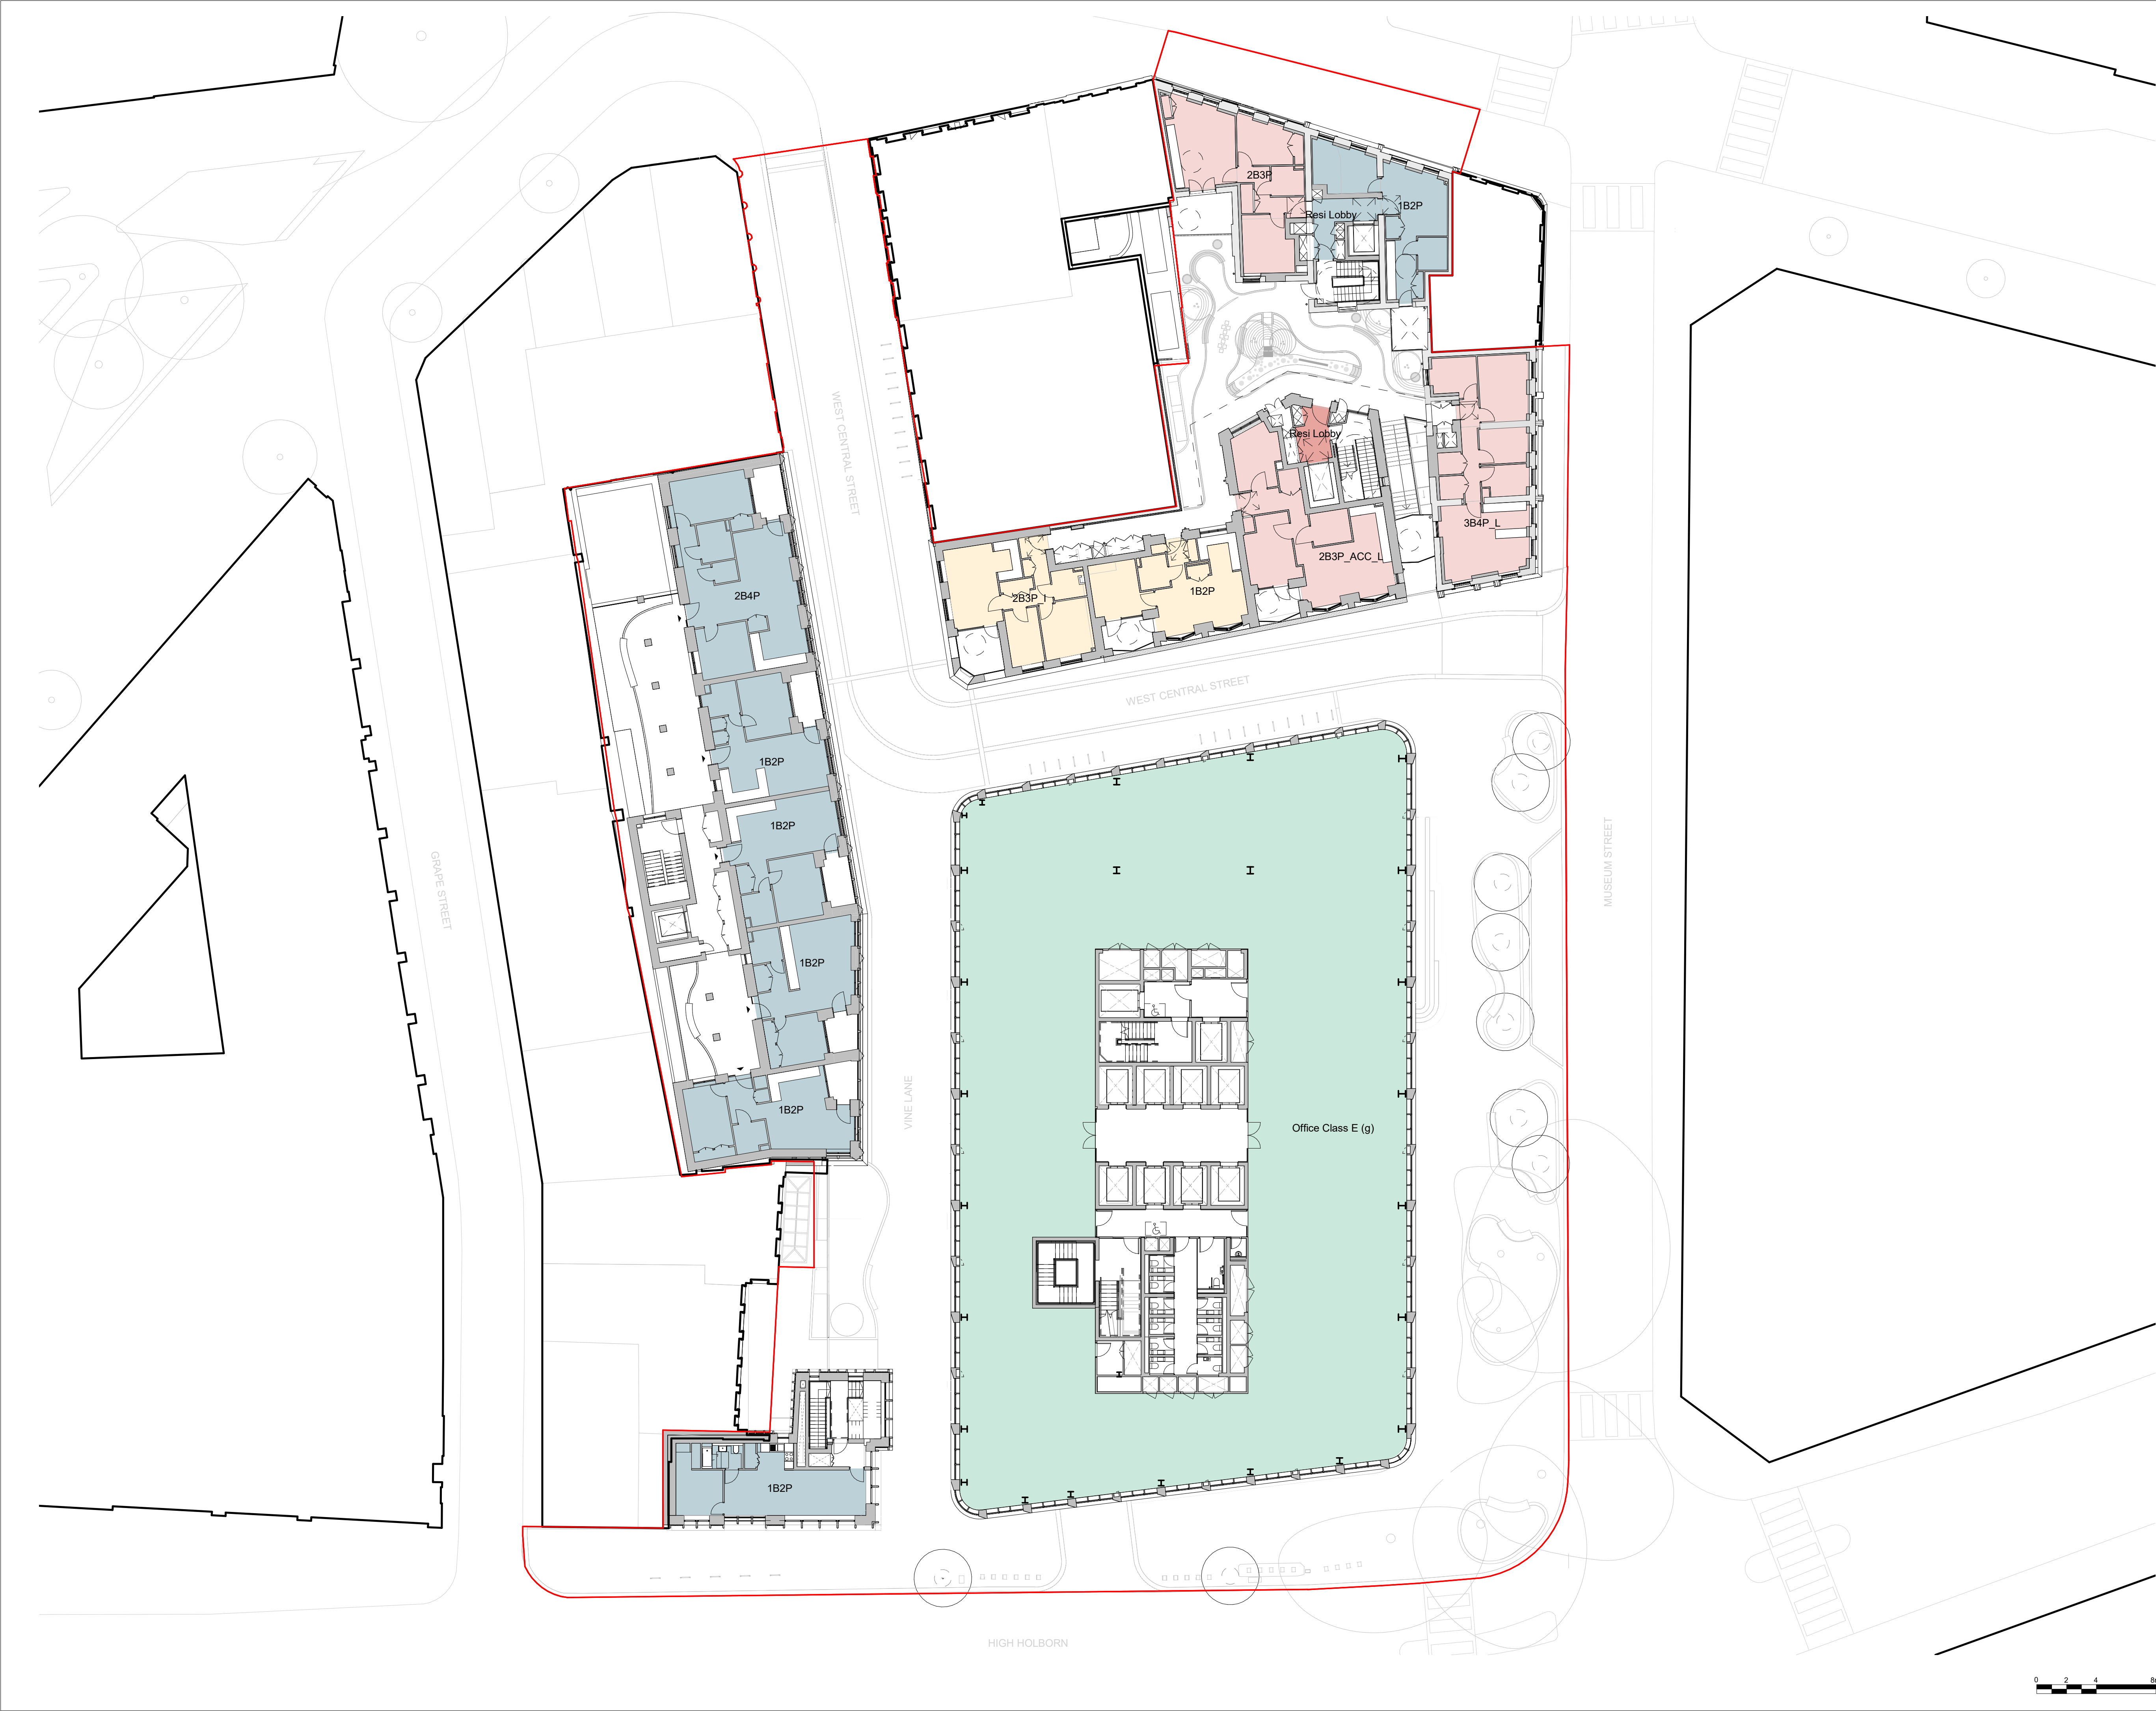 2B3P
1B2P
Resi Lobby
WEST CENTRAL STREET
Resi Lobby
3B4P_L
2B3P_ACC_L
1B2P
2B3P_I
2B4P
WEST CENTRAL STREET
1B2P
1B2P
MUSEUM STREET
GRAPE STREET
1B2P
VINE LANE
1B2P
Office Class E (g)
1B2P
HIGH HOLBORN
0 2 4